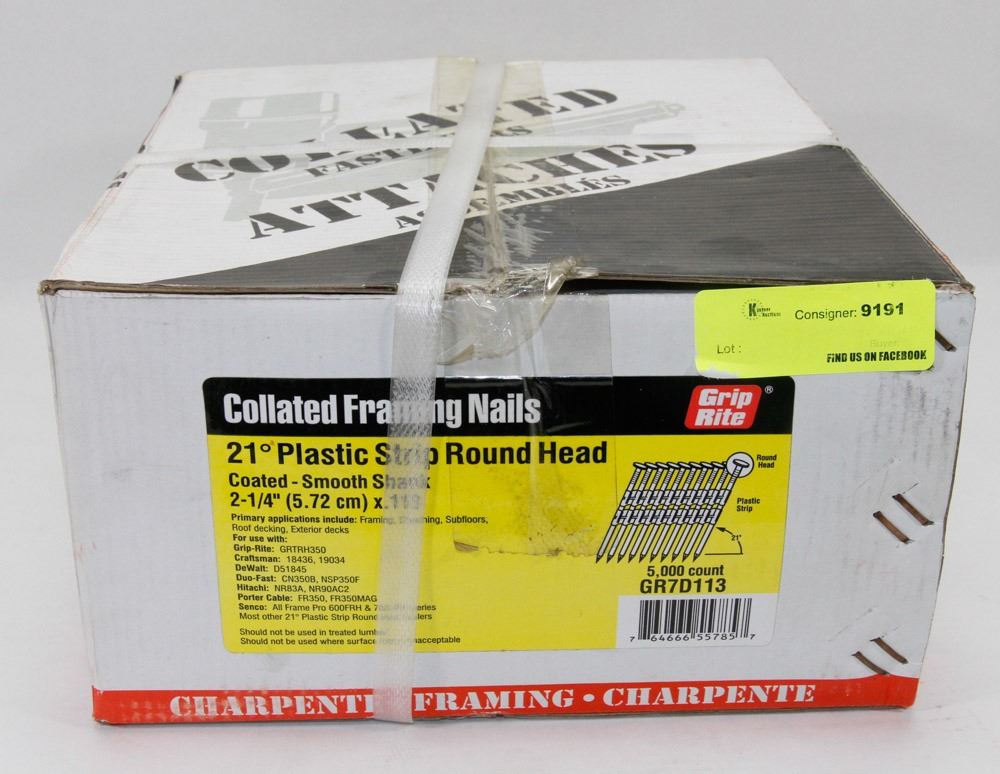 COLLATED
FASTENERS
ATTACHES
ASSEMBLÉS
Consigner: 9191
Lot :
Buyer:
FIND US ON FACEBOOK
Collated Framing Nails
Grip
Rite
®
21° Plastic Strip Round Head
Coated - Smooth Shank
2-1/4" (5.72 cm) x .113
Primary applications include: Framing, Sheathing, Subfloors,
Roof decking, Exterior decks
For use with:
Grip-Rite: GRTRH350
Craftsman: 18436, 19034
DeWalt: D51845
Duo-Fast: CN350B, NSP350F
Hitachi: NR83A, NR90AC2
Porter Cable: FR350, FR350MAG
Senco: All Frame Pro 600FRH & 7 series
Most other 21° Plastic Strip Round Nailers
Should not be used in treated lumber
Should not be used where surface unacceptable
Round
Head
Plastic
Strip
21°
5,000 count
GR7D113
7 64666 55785 7
CHARPENTE FRAMING • CHARPENTE